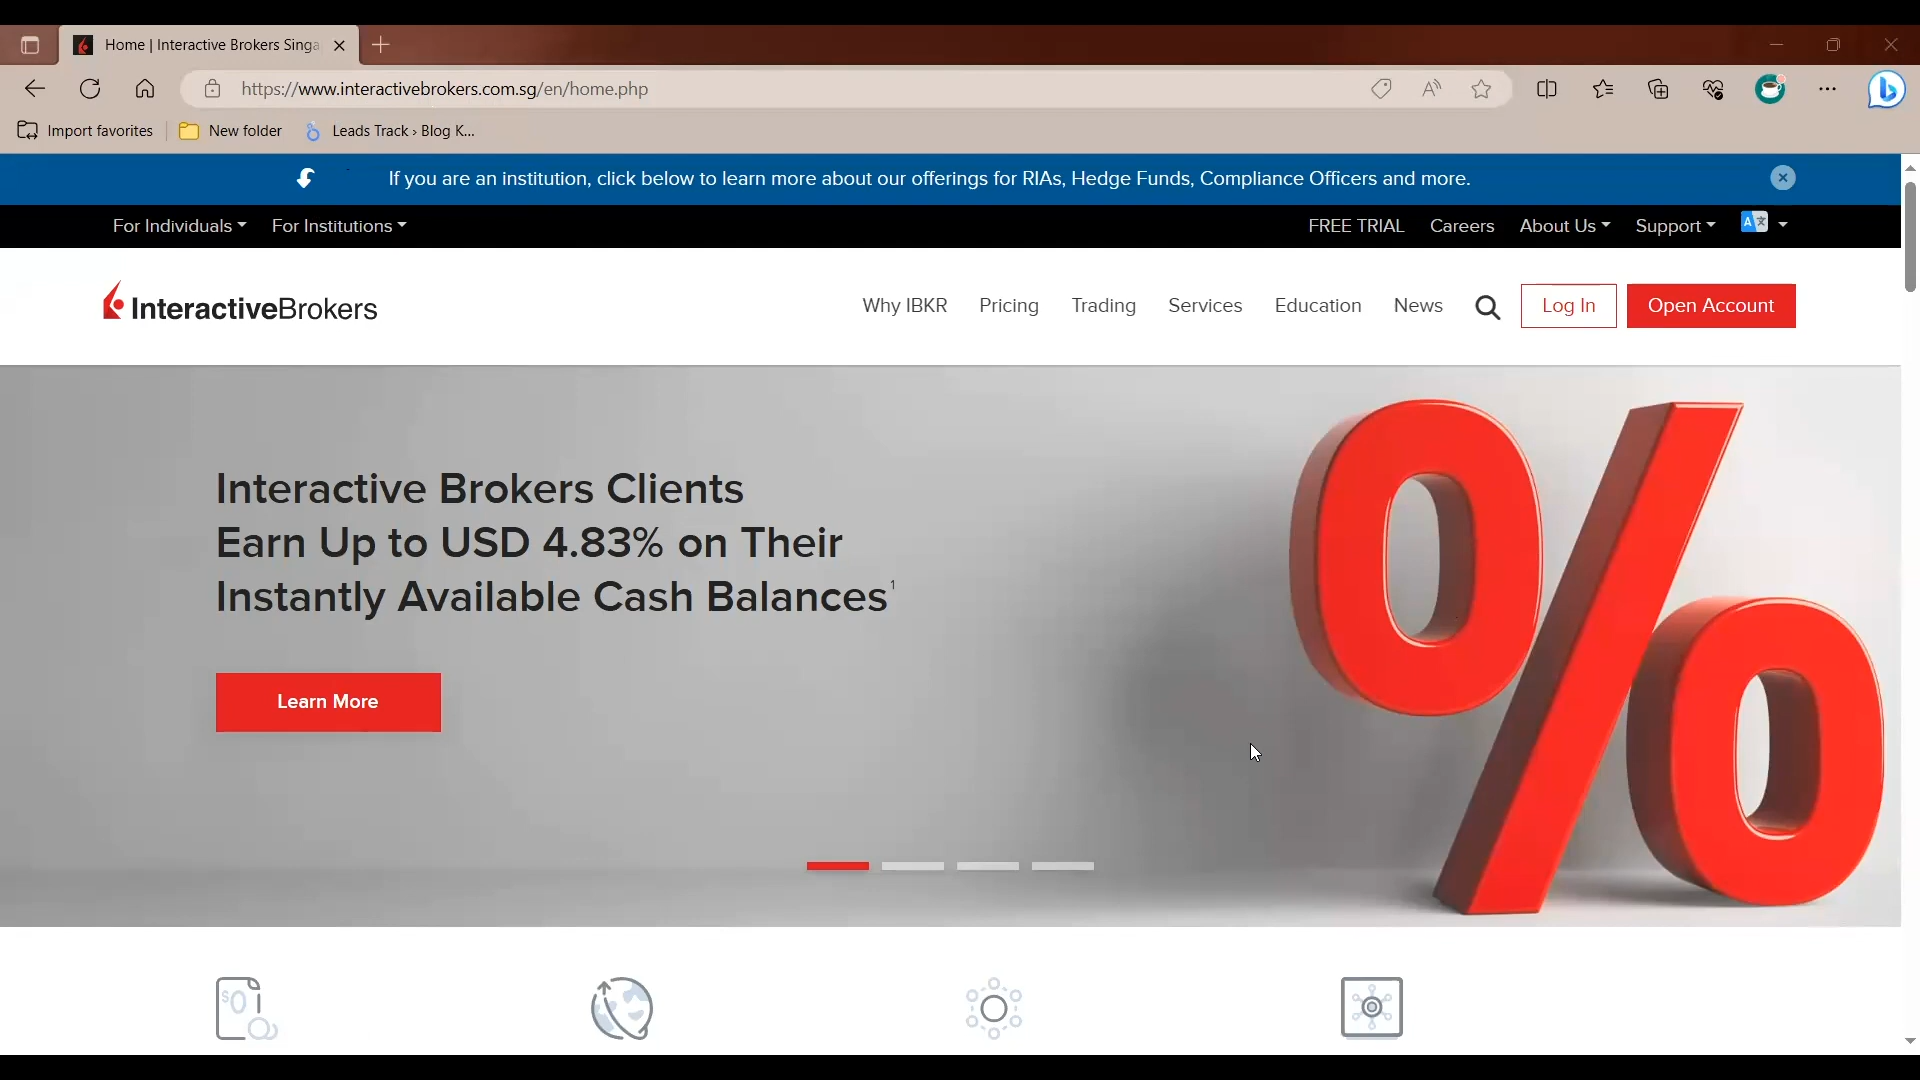 Home | Interactive Brokers Singa
https://www.interactivebrokers.com.sg/en/home.php
Import favorites
New folder
Leads Track › Blog K...
If you are an institution, click below to learn more about our offerings for RIAs, Hedge Funds, Compliance Officers and more.
For Individuals For Institutions FREE TRIAL Careers About Us Support
InteractiveBrokers
Why IBKR Pricing Trading Services Education News Log In Open Account
Interactive Brokers Clients
Earn Up to USD 4.83% on Their
Instantly Available Cash Balances¹
Learn More
%
$0